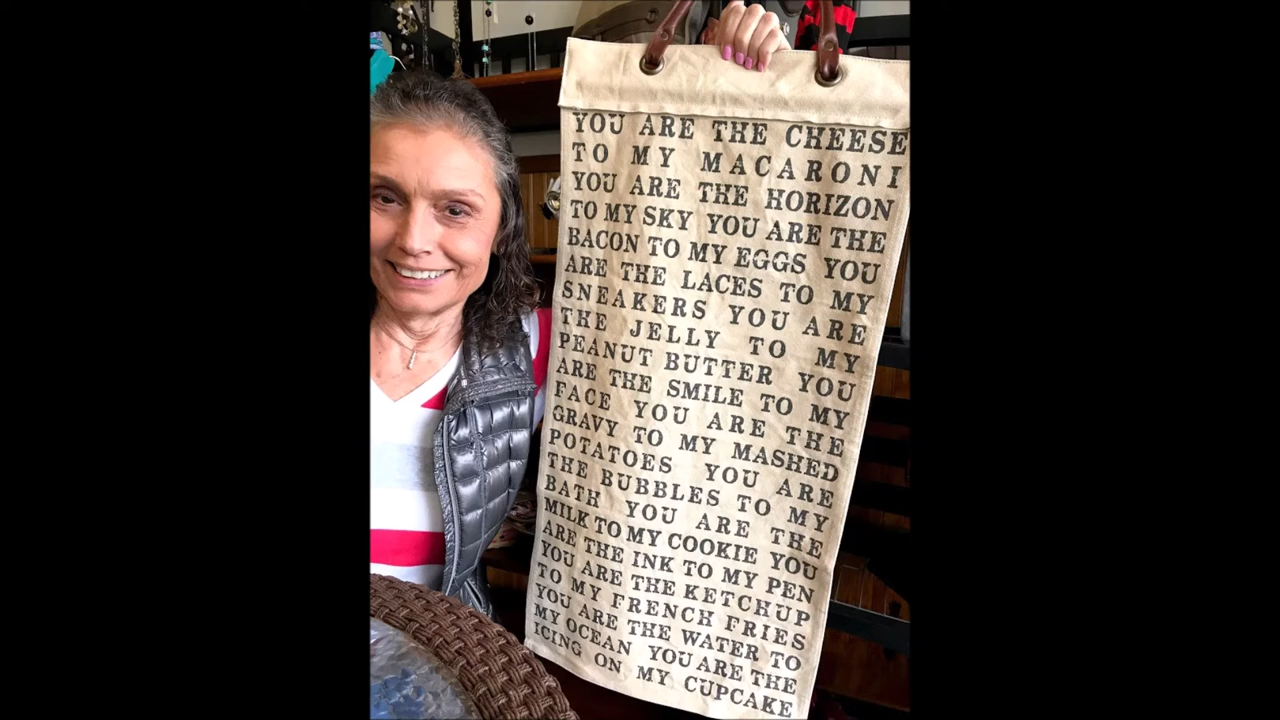 YOU ARE THE CHEESE
TO MY MACARONI
YOU ARE THE HORIZON
TO MY SKY YOU ARE THE
BACON TO MY EGGS YOU
ARE THE LACES TO MY
SNEAKERS YOU ARE
THE JELLY TO MY
PEANUT BUTTER YOU
ARE THE SMILE TO MY
FACE YOU ARE THE
GRAVY TO MY MASHED
POTATOES YOU ARE
THE BUBBLES TO MY
BATH YOU ARE THE
MILK TO MY COOKIE YOU
ARE THE INK TO MY PEN
YOU ARE THE KETCHUP
TO MY FRENCH FRIES
YOU ARE THE WATER TO
MY OCEAN YOU ARE THE
ICING ON MY CUPCAKE